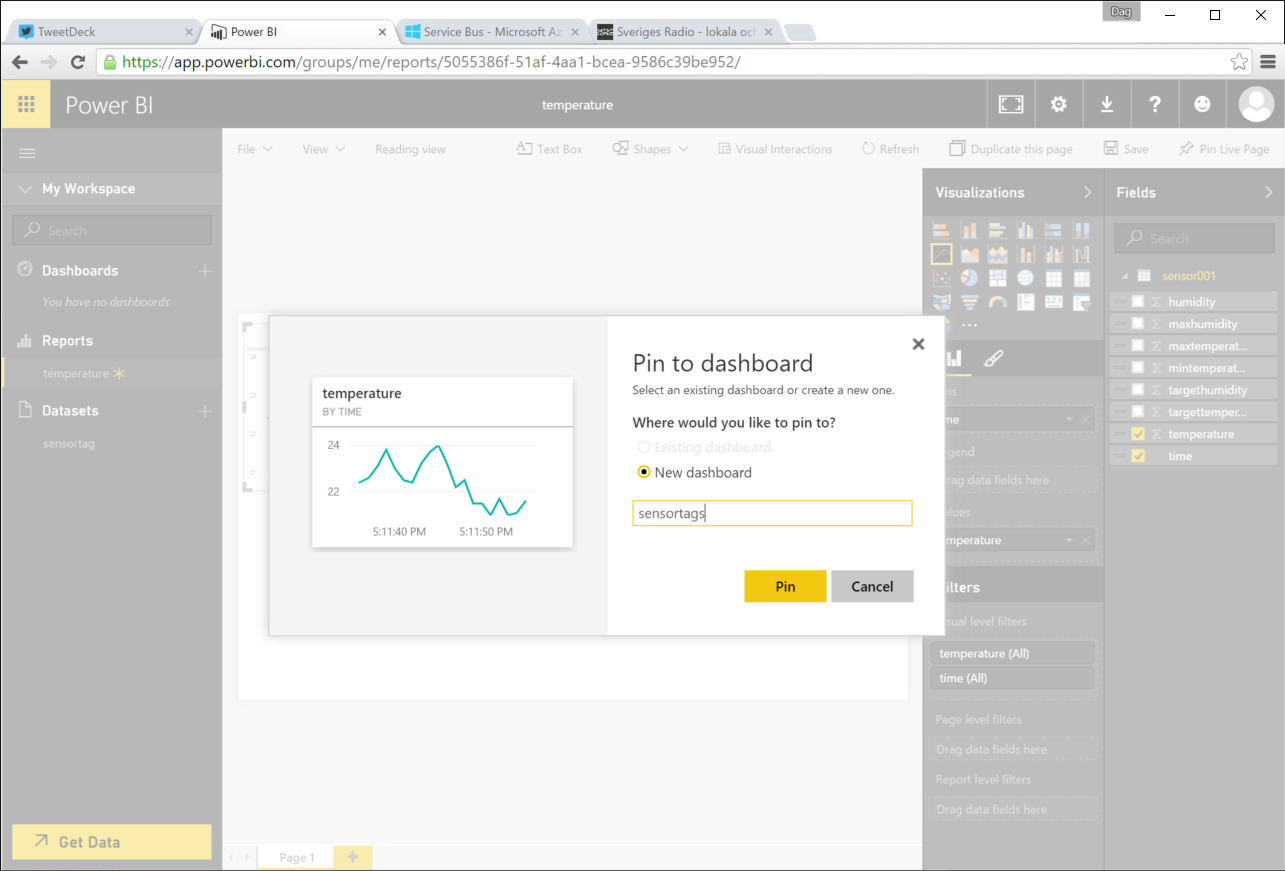 Dag
TweetDeck
Power BI
Service Bus - Microsoft Az
Sveriges Radio - lokala och
https://app.powerbi.com/groups/me/reports/5055386f-51af-4aa1-bcea-9586c39be952/
Power BI
temperature
File
View
Reading view
Text Box
Shapes
Visual Interactions
Refresh
Duplicate this page
Save
Pin Live Page
My Workspace
Search
Dashboards
You have no dashboards
Reports
temperature
Datasets
sensortag
Get Data
temperature
BY TIME
24
22
5:11:40 PM
5:11:50 PM
Pin to dashboard
Select an existing dashboard or create a new one.
Where would you like to pin to?
Existing dashboard
New dashboard
sensortags
Pin
Cancel
Visualizations
me
gend
rag data fields here
alues
mperature
ilters
sual level filters
temperature (All)
time (All)
Page level filters
Drag data fields here
Report level filters
Drag data fields here
Fields
Search
sensor001
humidity
maxhumidity
maxtemperat...
mintemperat...
targethumidity
targettemper...
temperature
time
Page 1